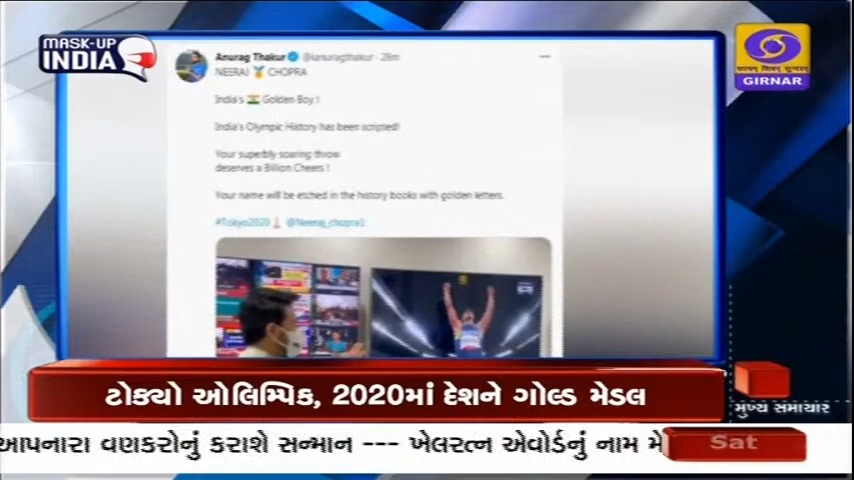 MASK-UP
INDIA
Anurag Thakur @ianuragthakur · 28m
NEERAJ 🏅 CHOPRA
India's 🇮🇳 Golden Boy !
India's Olympic History has been scripted!
Your superbly soaring throw
deserves a Billion Cheers !
Your name will be etched in the history books with golden letters.
#Tokyo2020 @Neeraj_chopra1
GIRNAR
ટોક્યો ઓલિમ્પિક, 2020માં દેશને ગોલ્ડ મેડલ
મુખ્ય સમાચાર
આપનારા વણકરોનું કરાશે સન્માન --- ખેલરત્ન એવોર્ડનું નામ મે
Sat